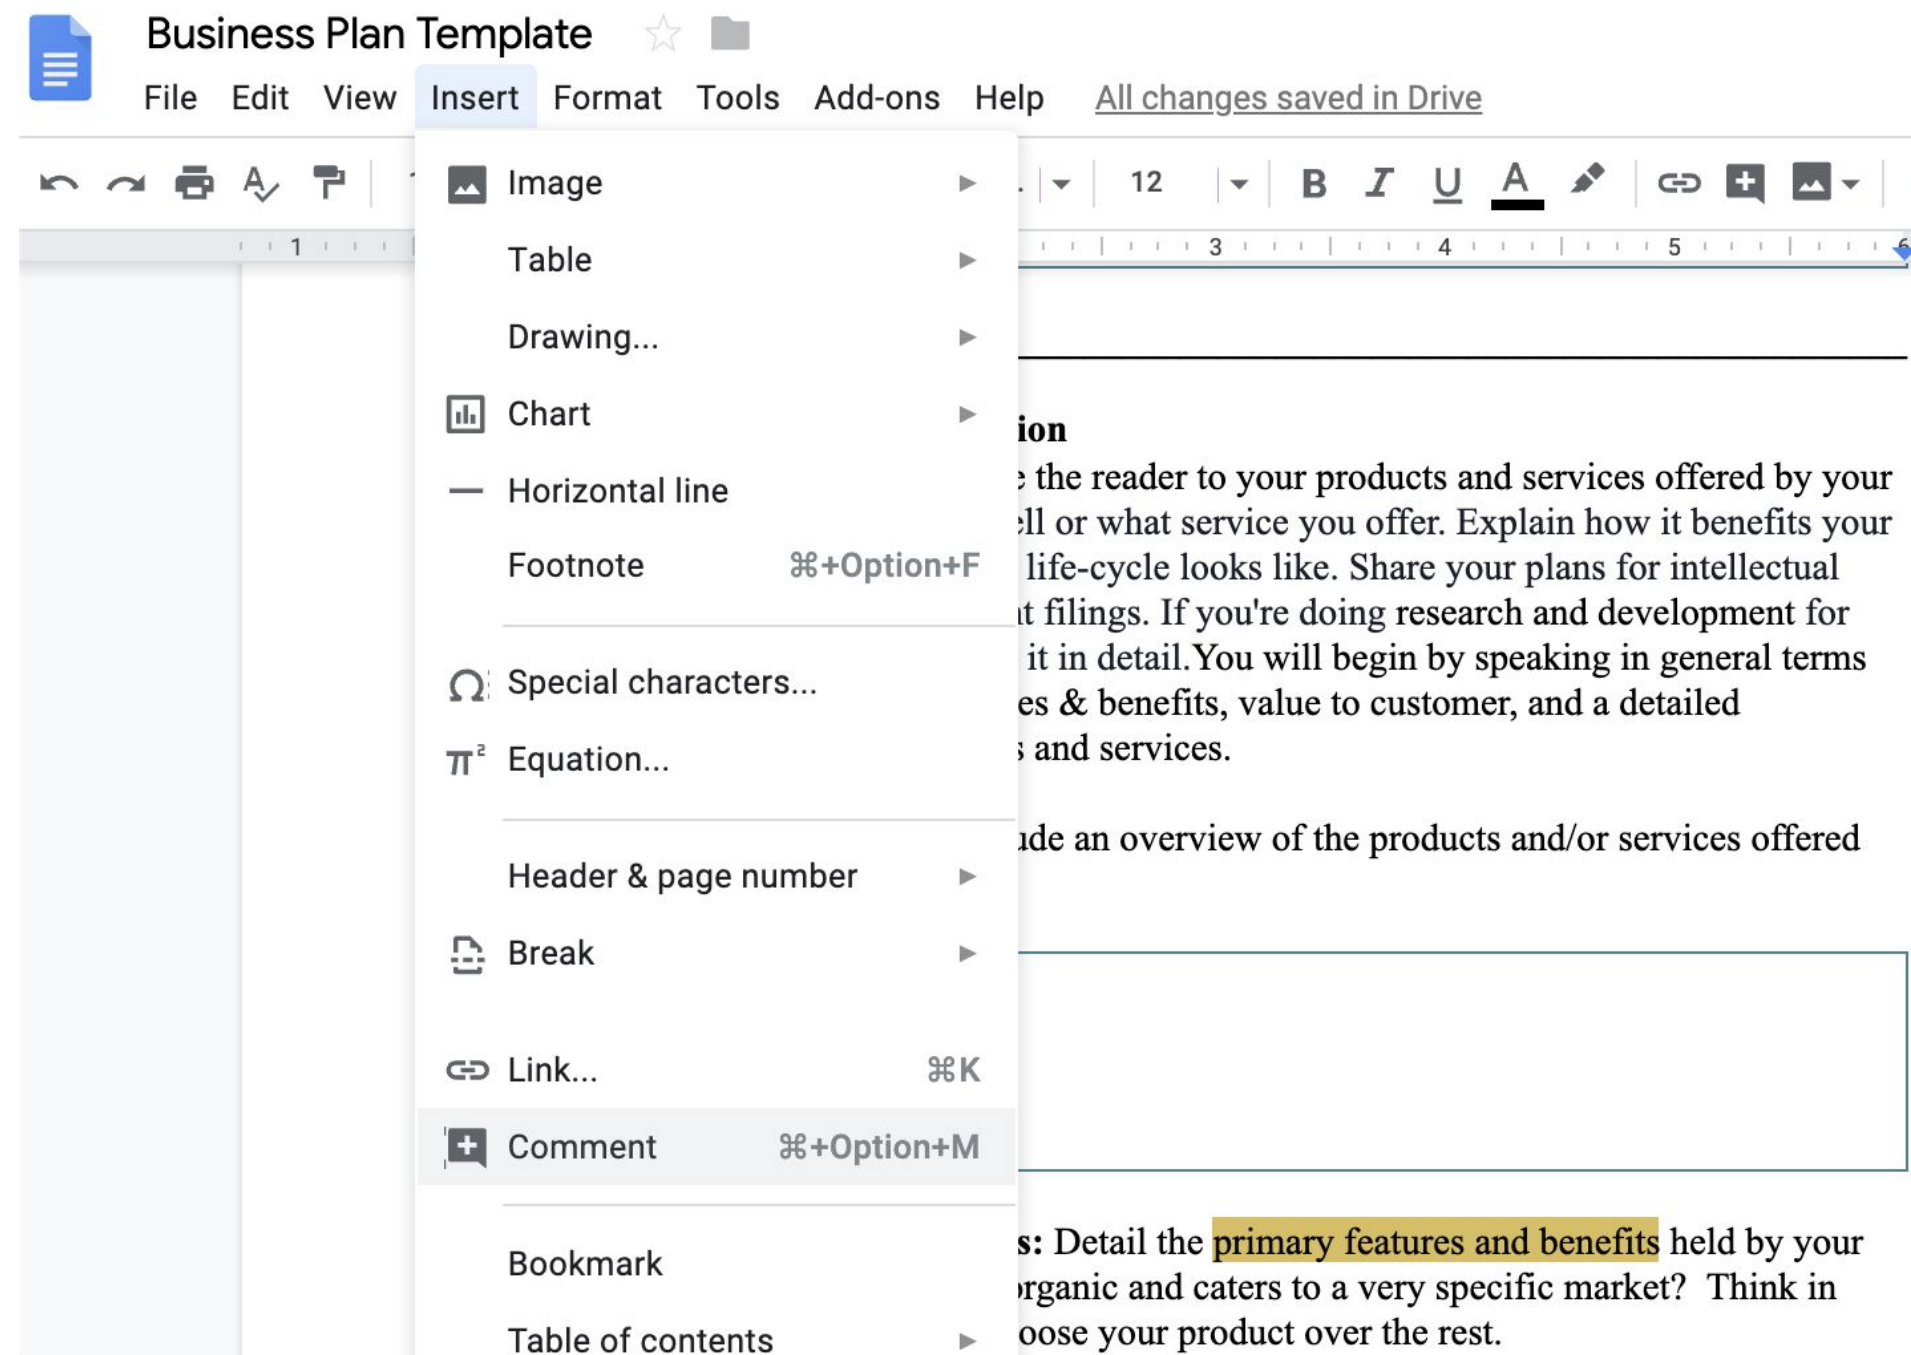 Business Plan Template
File Edit View Insert Format Tools Add-ons Help All changes saved in Drive
12 B I U A
1 3 4 5 6
Image
Table
Drawing...
Chart
Horizontal line
Footnote ⌘+Option+F
Special characters...
Equation...
Header & page number
Break
Link... ⌘K
Comment ⌘+Option+M
Bookmark
Table of contents
ion
the reader to your products and services offered by your
or what service you offer. Explain how it benefits your
life-cycle looks like. Share your plans for intellectual
filings. If you're doing research and development for
it in detail.You will begin by speaking in general terms
es & benefits, value to customer, and a detailed
and services.
ude an overview of the products and/or services offered
s: Detail the primary features and benefits held by your
organic and caters to a very specific market? Think in
oose your product over the rest.